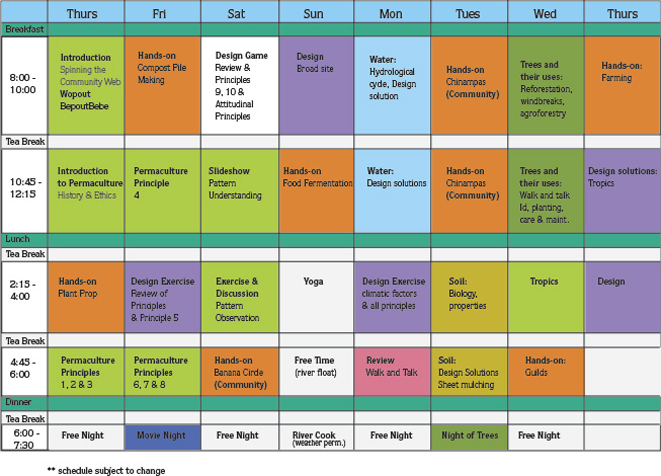 Thurs Fri Sat Sun Mon Tues Wed Thurs
Breakfast
8:00 - 10:00
Introduction
Spinning the
Community Web
Wopout
BepoutBebe
Hands-on
Compost Pile
Making
Design Game
Review &
Principles
9, 10 &
Attitudinal
Principles
Design
Broad site
Water:
Hydrological
cycle, Design
solution
Hands-on
Chinampas
(Community)
Trees and
their uses:
Reforestation,
windbreaks,
agroforestry
Hands-on:
Farming
Tea Break
10:45 - 12:15
Introduction
to Permaculture
History & Ethics
Permaculture
Principle
4
Slideshow
Pattern
Understanding
Hands-on
Food Fermentation
Water:
Design solutions
Hands-on
Chinampas
(Community)
Trees and
their uses:
Walk and talk
Id, planting,
care & maint.
Design solutions:
Tropics
Lunch
Tea Break
2:15 - 4:00
Hands-on
Plant Prop
Design Exercise
Review of
Principles
& Principle 5
Exercise &
Discussion
Pattern
Observation
Yoga
Design Exercise
climatic factors
& all principles
Soil:
Biology,
properties
Tropics
Design
Tea Break
4:45 - 6:00
Permaculture
Principles
1, 2 & 3
Permaculture
Principles
6, 7 & 8
Hands-on
Banana Circle
(Community)
Free Time
(river float)
Review
Walk and Talk
Soil:
Design Solutions
Sheet mulching
Hands-on:
Guilds
Dinner
Tea Break
6:00 - 7:30
Free Night
Movie Night
Free Night
River Cook
(weather perm.)
Free Night
Night of Trees
Free Night
** schedule subject to change